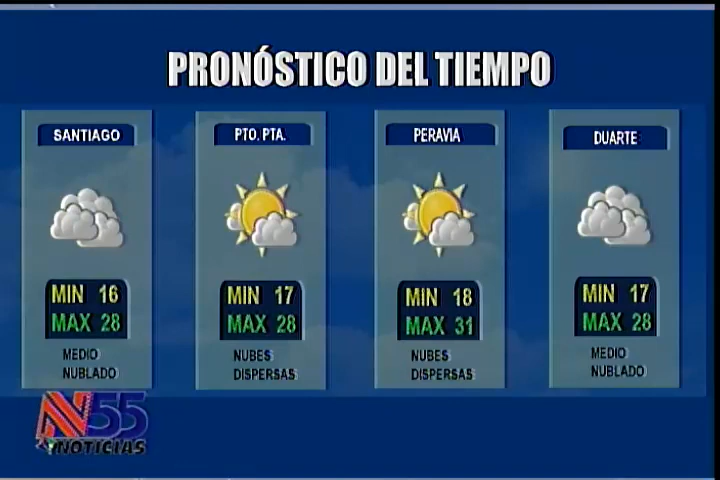 PRONÓSTICO DEL TIEMPO
SANTIAGO
MIN 16
MAX 28
MEDIO
NUBLADO
PTO. PTA.
MIN 17
MAX 28
NUBES
DISPERSAS
PERAVIA
MIN 18
MAX 31
NUBES
DISPERSAS
DUARTE
MIN 17
MAX 28
MEDIO
NUBLADO
N55
NOTICIAS